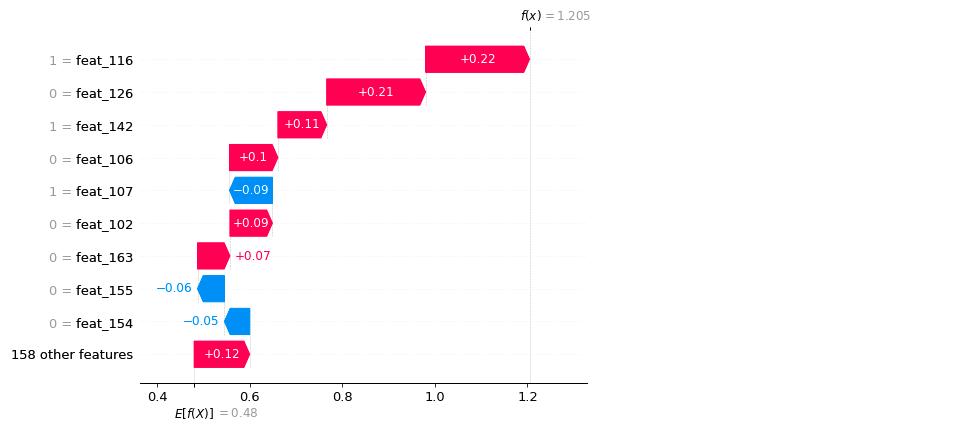 f(x) = 1.205
1 = feat_116 +0.22
0 = feat_126 +0.21
1 = feat_142 +0.11
0 = feat_106 +0.1
1 = feat_107 −0.09
0 = feat_102 +0.09
0 = feat_163 +0.07
0 = feat_155 −0.06
0 = feat_154 −0.05
158 other features +0.12
0.4 0.6 0.8 1.0 1.2
E[f(X)] = 0.48